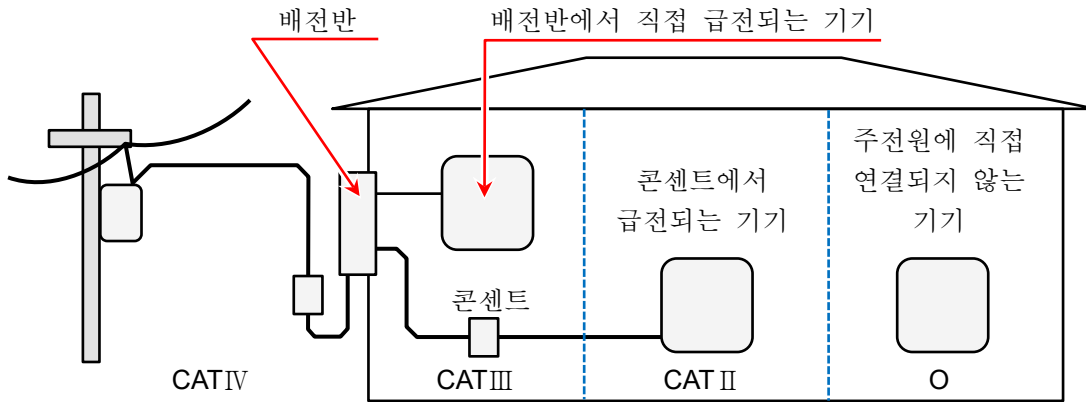 배전반
배전반에서 직접 급전되는 기기
주전원에 직접
연결되지 않는
기기
콘센트에서
급전되는 기기
콘센트
CATⅣ
CATⅢ
CATⅡ
O